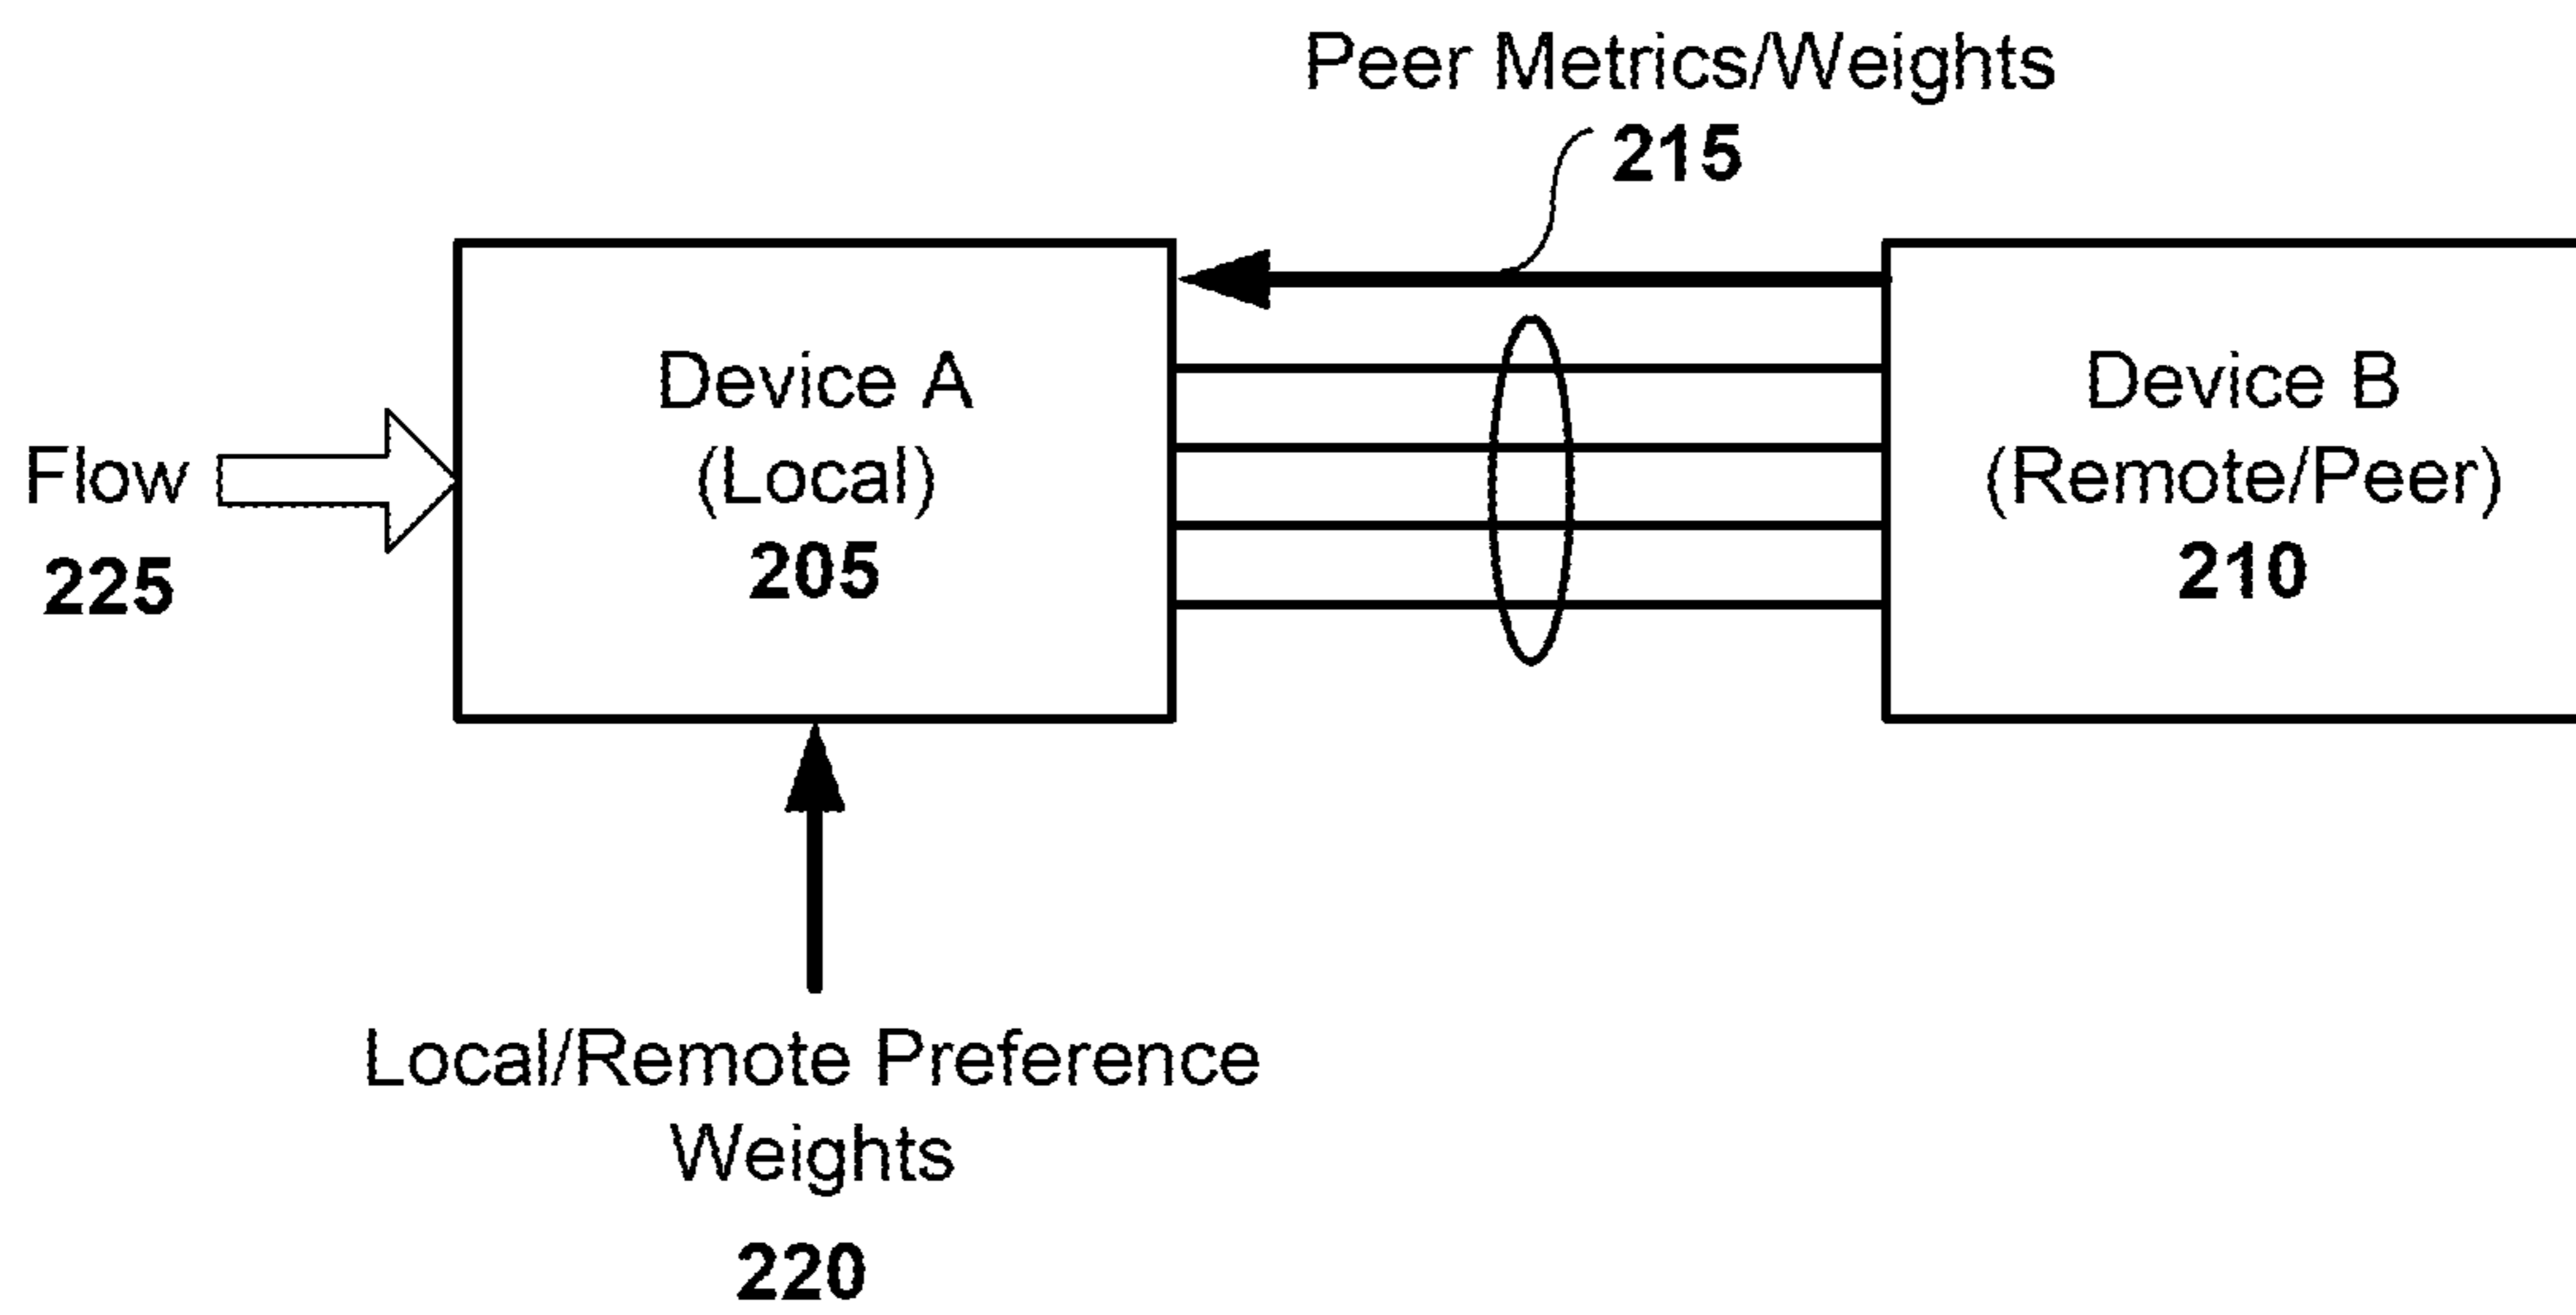 Peer Metrics/Weights
215
Device A
(Local)
205
Device B
(Remote/Peer)
210
Flow
225
Local/Remote Preference
Weights
220